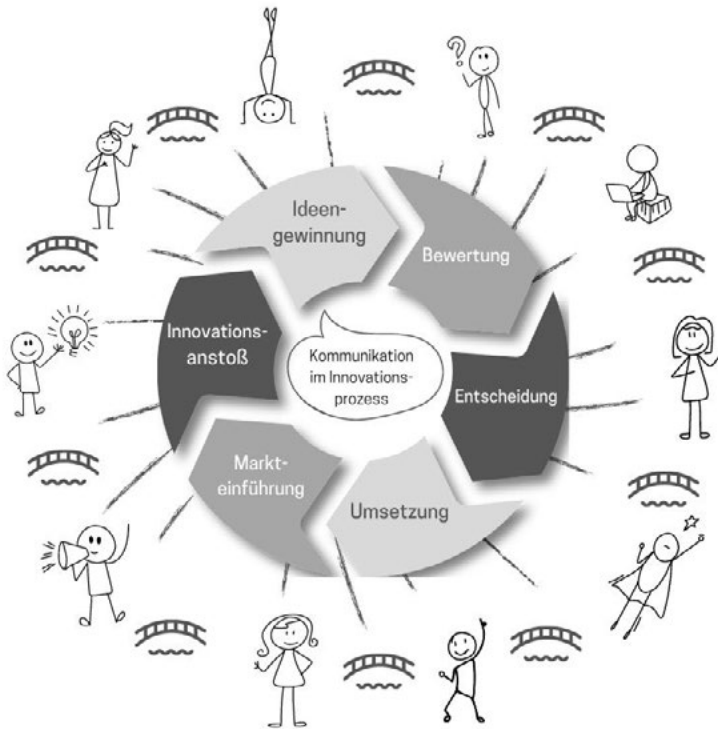 ?
Ideen-
gewinnung
Bewertung
Innovations-
anstoß
Kommunikation
im Innovations-
prozess
Entscheidung
Markt-
einführung
Umsetzung